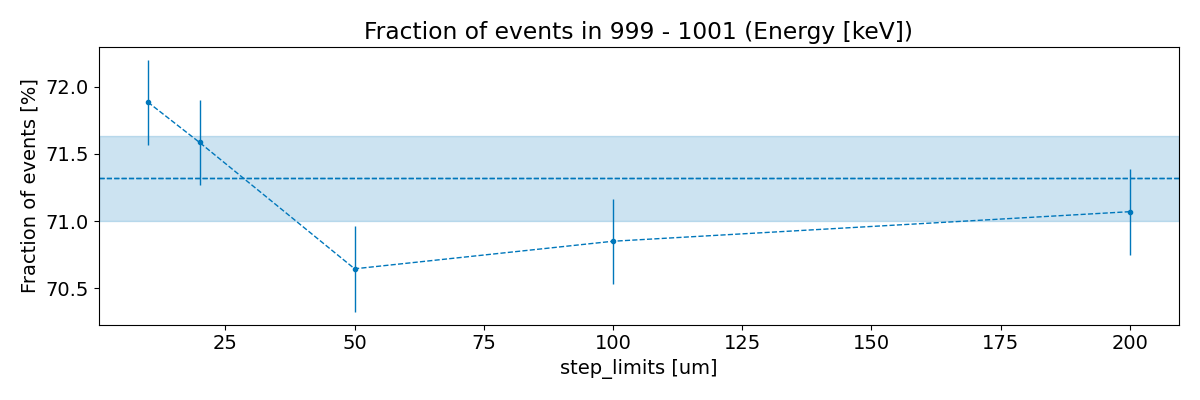 Fraction of events in 999 - 1001 (Energy [keV])
Fraction of events [%]
72.0
71.5
71.0
70.5
25 50 75 100 125 150 175 200
step_limits [um]